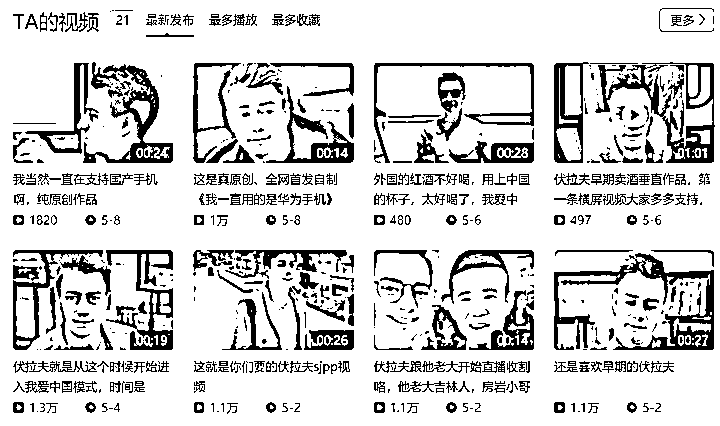 TA的视频 21 最新发布 最多播放 最多收藏 更多 >
00:24 00:14 00:28 01:01
我当然一直在支持国产手机 这是真原创、全网首发自制 外国的红酒不好喝，用上中国 伏拉夫早期卖酒垂直作品，第
啊，纯原创作品 《我一直用的是华为手机》 的杯子，太好喝了，我爱中 一条横屏视频大家多多支持，
1820 5-8 1万 5-8 480 5-6 497 5-6
00:19 00:26 00:14 00:27
伏拉夫就是从这个时候开始进 这就是你们要的伏拉夫sjpp视 伏拉夫跟他老大开始直播收割 还是喜欢早期的伏拉夫
入我爱中国模式，时间是 频 咯，他老大吉林人，房岩小哥
1.3万 5-4 1.1万 5-2 1.1万 5-2 1.1万 5-2